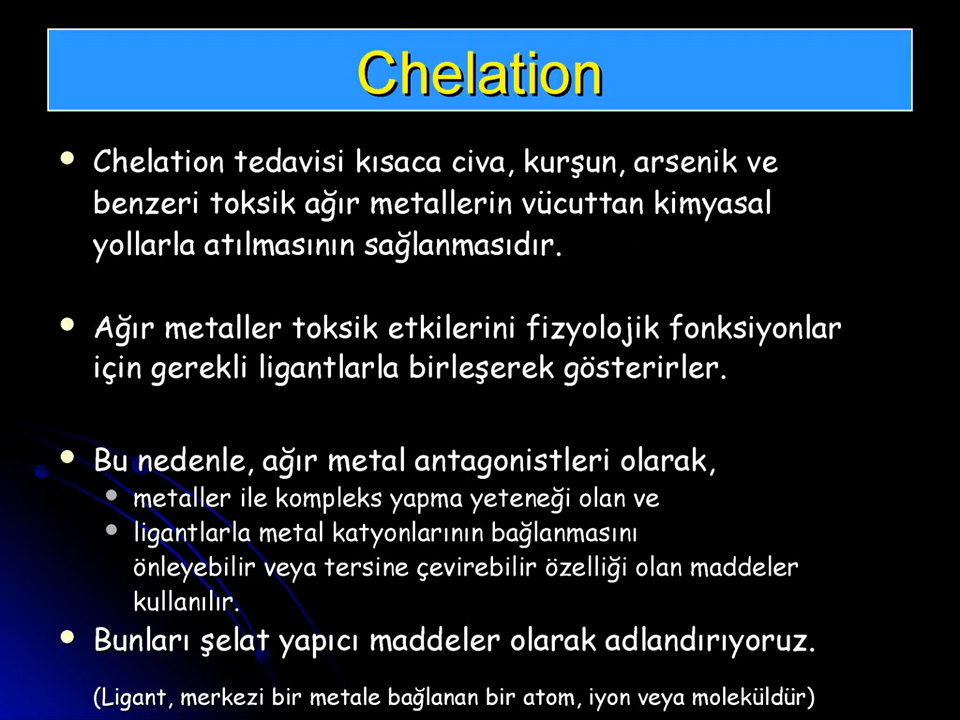 Chelation
Chelation tedavisi kısaca civa, kurşun, arsenik ve
benzeri toksik ağır metallerin vücuttan kimyasal
yollarla atılmasının sağlanmasıdır.
Ağır metaller toksik etkilerini fizyolojik fonksiyonlar
için gerekli ligantlarla birleşerek gösterirler.
Bu nedenle, ağır metal antagonistleri olarak,
metaller ile kompleks yapma yeteneği olan ve
ligantlarla metal katyonlarının bağlanmasını
önleyebilir veya tersine çevirebilir özelliği olan maddeler
kullanılır.
Bunları şelat yapıcı maddeler olarak adlandırıyoruz.
(Ligant, merkezi bir metale bağlanan bir atom, iyon veya moleküldür)